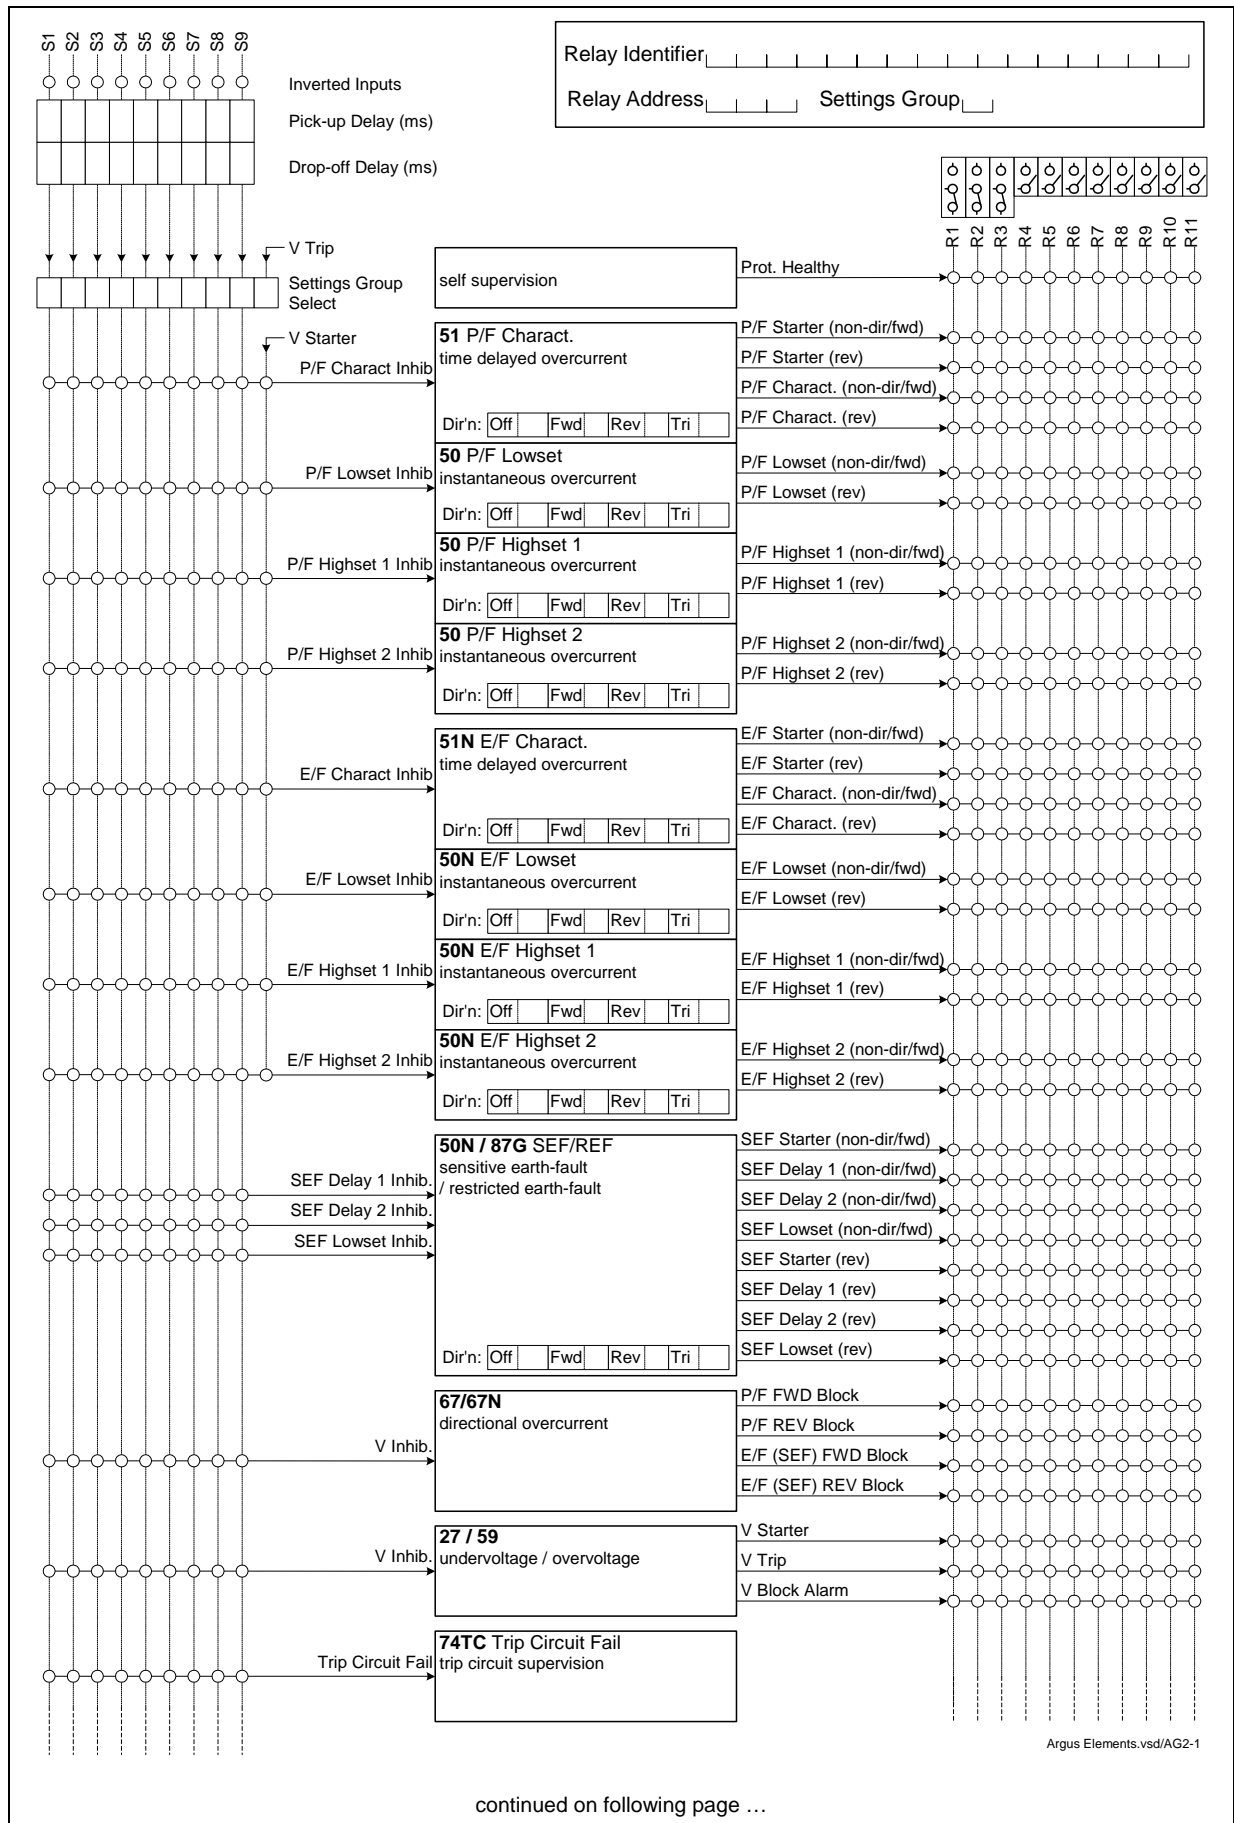 S1 S2 S3 S4 S5 S6 S7 S8 S9
Relay Identifier
Relay Address Settings Group
Inverted Inputs
Pick-up Delay (ms)
Drop-off Delay (ms)
R1 R2 R3 R4 R5 R6 R7 R8 R9 R10 R11
V Trip
Settings Group
Select
self supervision
Prot. Healthy
V Starter
P/F Charact Inhib
51 P/F Charact.
time delayed overcurrent
Dir'n: Off Fwd Rev Tri
P/F Starter (non-dir/fwd)
P/F Starter (rev)
P/F Charact. (non-dir/fwd)
P/F Charact. (rev)
P/F Lowset Inhib
50 P/F Lowset
instantaneous overcurrent
Dir'n: Off Fwd Rev Tri
P/F Lowset (non-dir/fwd)
P/F Lowset (rev)
P/F Highset 1 Inhib
50 P/F Highset 1
instantaneous overcurrent
Dir'n: Off Fwd Rev Tri
P/F Highset 1 (non-dir/fwd)
P/F Highset 1 (rev)
P/F Highset 2 Inhib
50 P/F Highset 2
instantaneous overcurrent
Dir'n: Off Fwd Rev Tri
P/F Highset 2 (non-dir/fwd)
P/F Highset 2 (rev)
E/F Charact Inhib
51N E/F Charact.
time delayed overcurrent
Dir'n: Off Fwd Rev Tri
E/F Starter (non-dir/fwd)
E/F Starter (rev)
E/F Charact. (non-dir/fwd)
E/F Charact. (rev)
E/F Lowset Inhib
50N E/F Lowset
instantaneous overcurrent
Dir'n: Off Fwd Rev Tri
E/F Lowset (non-dir/fwd)
E/F Lowset (rev)
E/F Highset 1 Inhib
50N E/F Highset 1
instantaneous overcurrent
Dir'n: Off Fwd Rev Tri
E/F Highset 1 (non-dir/fwd)
E/F Highset 1 (rev)
E/F Highset 2 Inhib
50N E/F Highset 2
instantaneous overcurrent
Dir'n: Off Fwd Rev Tri
E/F Highset 2 (non-dir/fwd)
E/F Highset 2 (rev)
SEF Delay 1 Inhib.
SEF Delay 2 Inhib.
SEF Lowset Inhib.
50N / 87G SEF/REF
sensitive earth-fault
/ restricted earth-fault
Dir'n: Off Fwd Rev Tri
SEF Starter (non-dir/fwd)
SEF Delay 1 (non-dir/fwd)
SEF Delay 2 (non-dir/fwd)
SEF Lowset (non-dir/fwd)
SEF Starter (rev)
SEF Delay 1 (rev)
SEF Delay 2 (rev)
SEF Lowset (rev)
V Inhib.
67/67N
directional overcurrent
P/F FWD Block
P/F REV Block
E/F (SEF) FWD Block
E/F (SEF) REV Block
V Inhib.
27 / 59
undervoltage / overvoltage
V Starter
V Trip
V Block Alarm
Trip Circuit Fail
74TC Trip Circuit Fail
trip circuit supervision
Argus Elements.vsd/AG2-1
continued on following page …